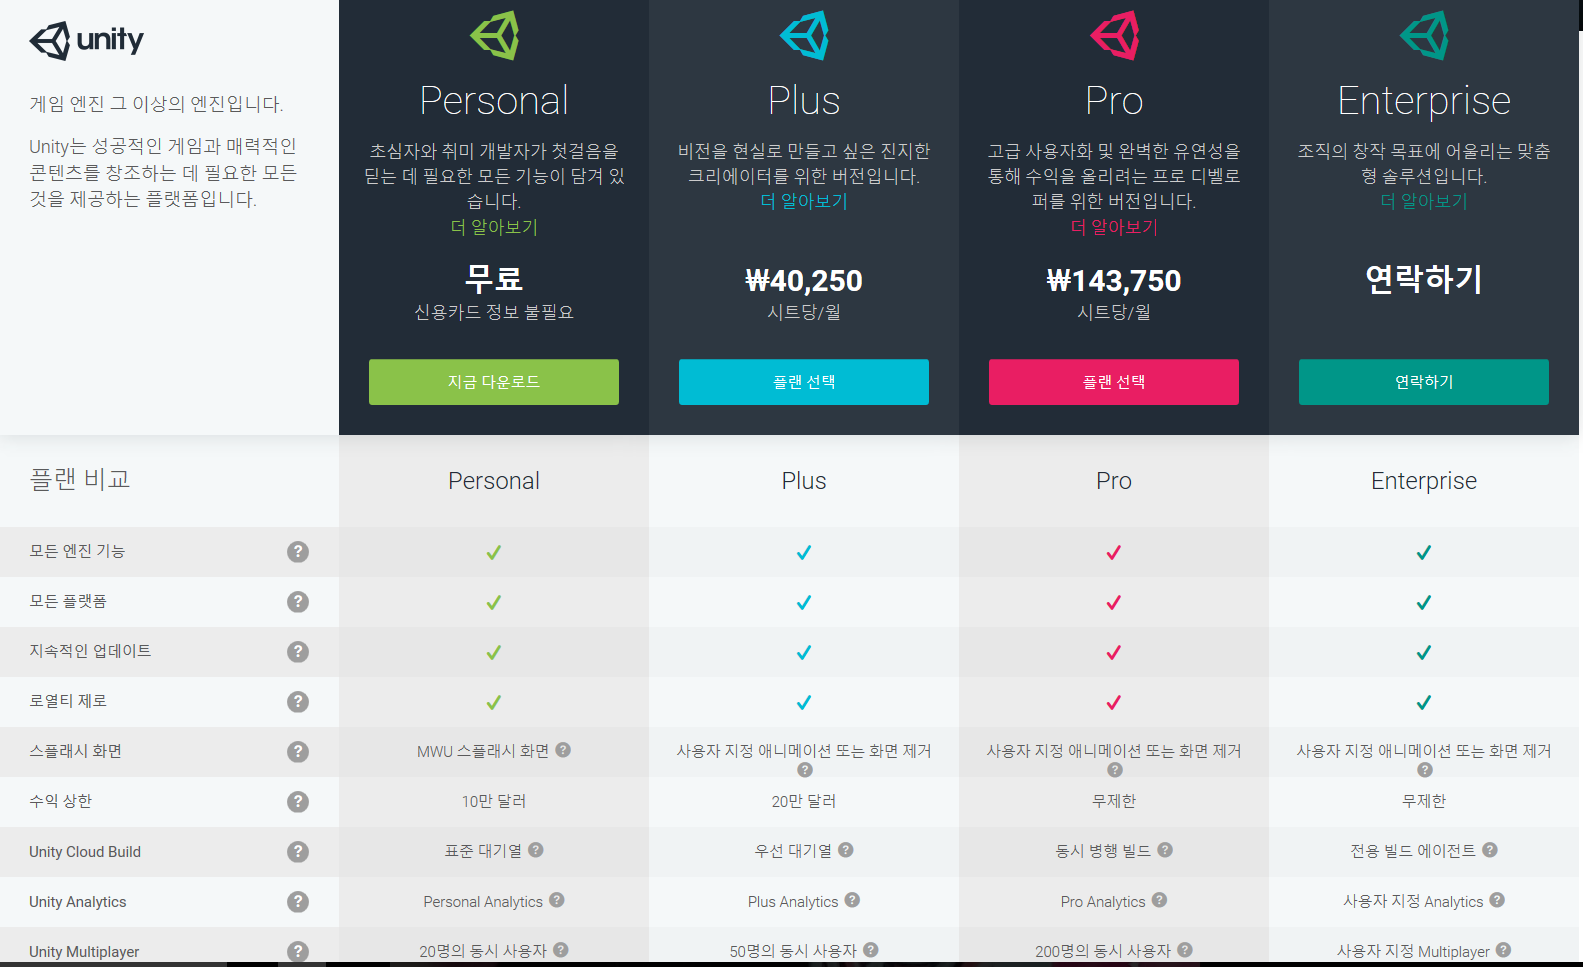 unity
게임 엔진 그 이상의 엔진입니다.
Unity는 성공적인 게임과 매력적인
콘텐츠를 창조하는 데 필요한 모든
것을 제공하는 플랫폼입니다.
Personal
초심자와 취미 개발자가 첫걸음을
딛는 데 필요한 모든 기능이 담겨 있
습니다.
더 알아보기
무료
신용카드 정보 불필요
지금 다운로드
Plus
비전을 현실로 만들고 싶은 진지한
크리에이터를 위한 버전입니다.
더 알아보기
₩40,250
시트당/월
플랜 선택
Pro
고급 사용자화 및 완벽한 유연성을
통해 수익을 올리려는 프로 디벨로
퍼를 위한 버전입니다.
더 알아보기
₩143,750
시트당/월
플랜 선택
Enterprise
조직의 창작 목표에 어울리는 맞춤
형 솔루션입니다.
더 알아보기
연락하기
연락하기
플랜 비교 Personal Plus Pro Enterprise
모든 엔진 기능 ? ✓ ✓ ✓ ✓
모든 플랫폼 ? ✓ ✓ ✓ ✓
지속적인 업데이트 ? ✓ ✓ ✓ ✓
로열티 제로 ? ✓ ✓ ✓ ✓
스플래시 화면 ? MWU 스플래시 화면 ? 사용자 지정 애니메이션 또는 화면 제거 ? 사용자 지정 애니메이션 또는 화면 제거 ? 사용자 지정 애니메이션 또는 화면 제거 ?
수익 상한 ? 10만 달러 20만 달러 무제한 무제한
Unity Cloud Build ? 표준 대기열 ? 우선 대기열 ? 동시 병행 빌드 ? 전용 빌드 에이전트 ?
Unity Analytics ? Personal Analytics ? Plus Analytics ? Pro Analytics ? 사용자 지정 Analytics ?
Unity Multiplayer ? 20명의 동시 사용자 ? 50명의 동시 사용자 ? 200명의 동시 사용자 ? 사용자 지정 Multiplayer ?